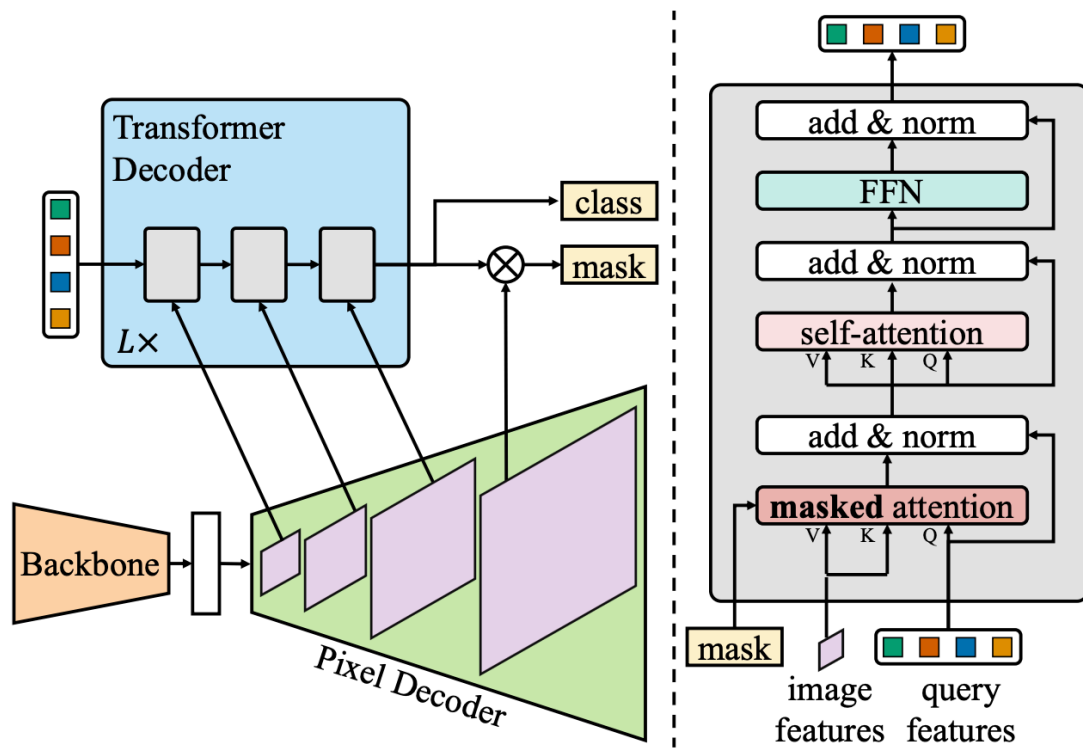 Transformer
Decoder
L×
class
mask
Backbone
Pixel Decoder
add & norm
FFN
add & norm
self-attention
V K Q
add & norm
masked attention
V K Q
mask
image
features
query
features